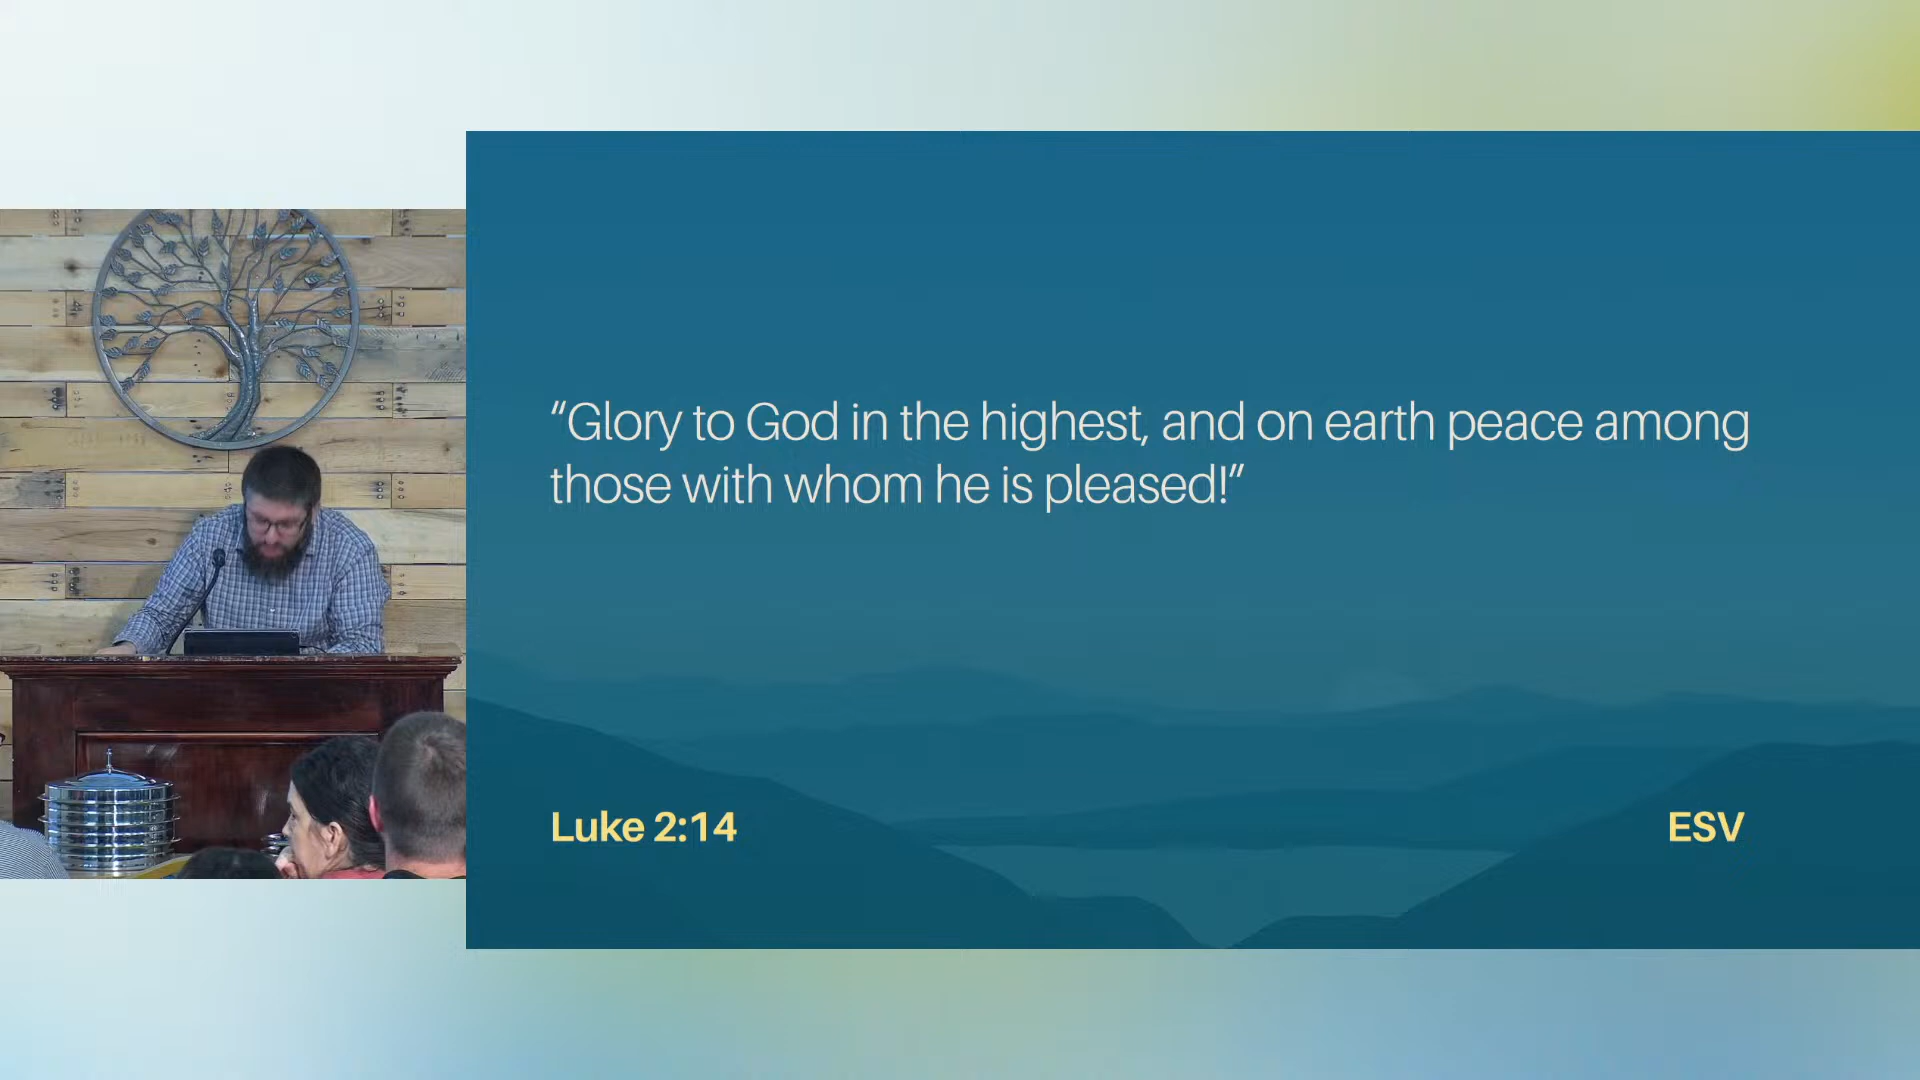 “Glory to God in the highest, and on earth peace among
those with whom he is pleased!”
Luke 2:14
ESV